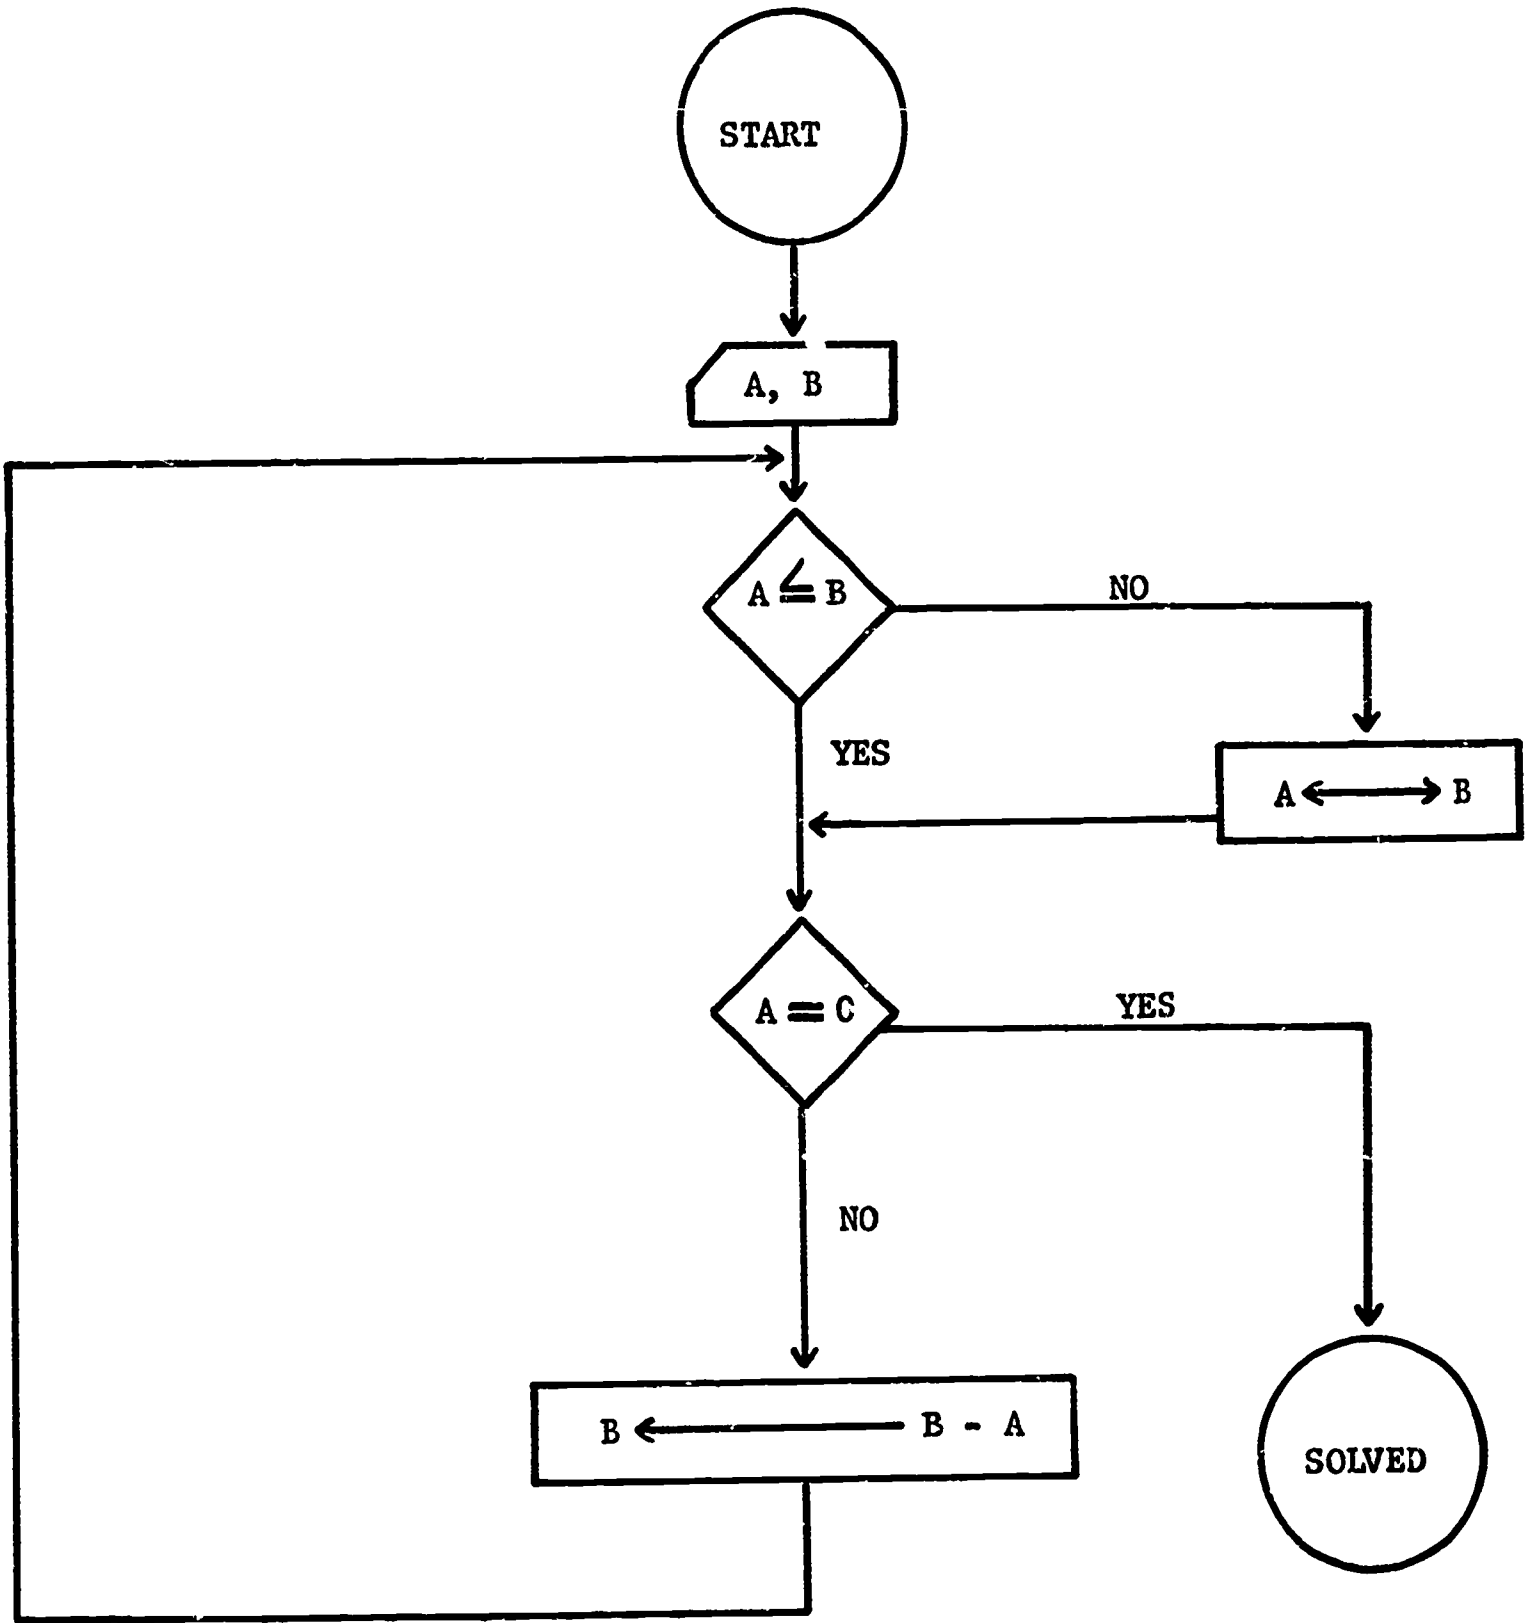 START
A, B
A ≦ B
NO
YES
A ⟷ B
A = C
YES
NO
B ⟵ B - A
SOLVED